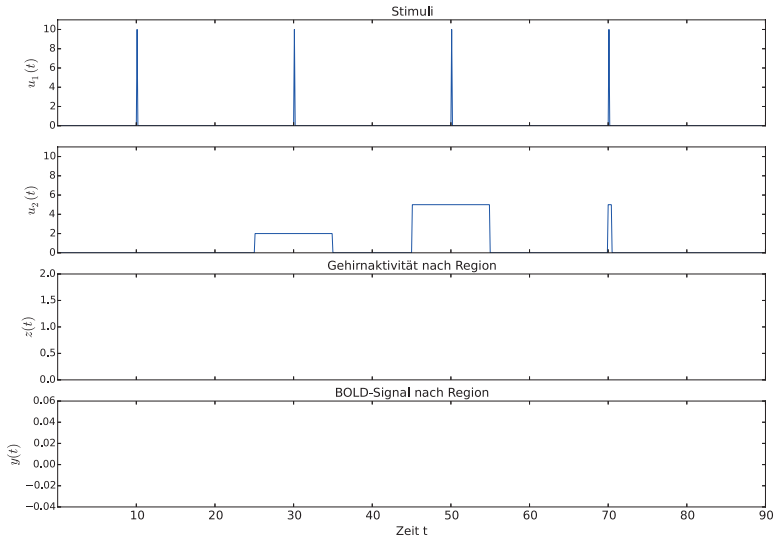 Stimuli
10
8
6
4
2
0
u₁(t)
10
8
6
4
2
0
u₂(t)
Gehirnaktivität nach Region
2.0
1.5
1.0
0.5
0.0
z(t)
BOLD-Signal nach Region
0.06
0.04
0.02
0.00
-0.02
-0.04
y(t)
10 20 30 40 50 60 70 80 90
Zeit t